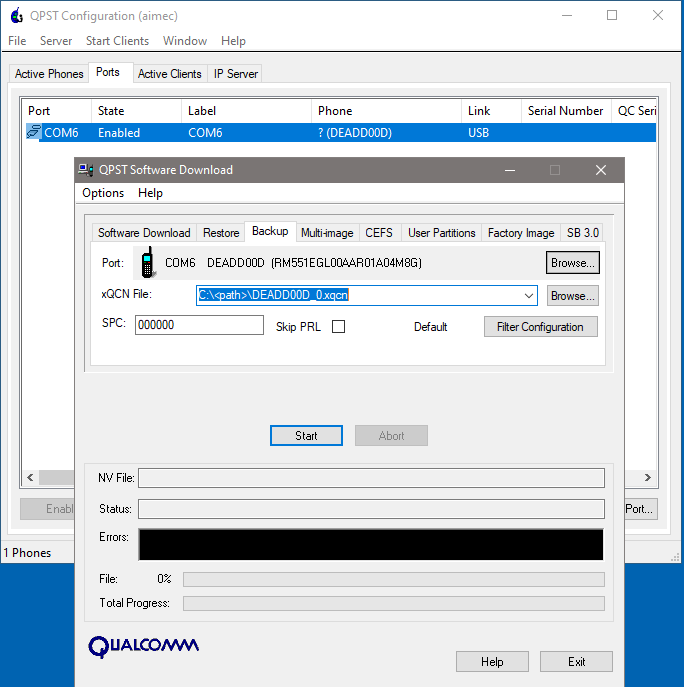 QPST Configuration (aimec)
File Server Start Clients Window Help
Active Phones Ports Active Clients IP Server
Port State Label Phone Link Serial Number QC Seri
COM6 Enabled COM6 ? (DEADD00D) USB
QPST Software Download
Options Help
Software Download Restore Backup Multi-image CEFS User Partitions Factory Image SB 3.0
Port: COM6 DEADD00D (RM551EGL00AAR01A04M8G) Browse...
xQCN File: C:\<path>\DEADD00D_0.xqcn Browse...
SPC: 000000 Skip PRL Default Filter Configuration
Start Abort
NV File:
Enabl Status: Port...
Errors:
1 Phones
File: 0%
Total Progress:
QUALCOMM
Help Exit